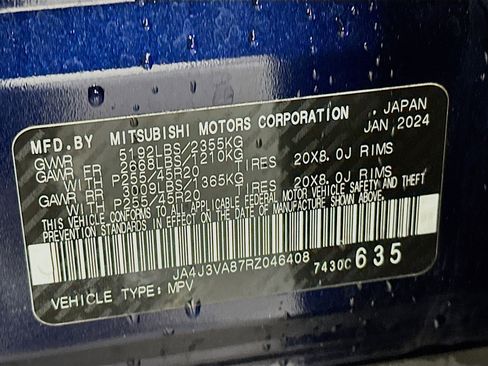 MFD.BY MITSUBISHI MOTORS CORPORATION, JAPAN
GVWR 5192LBS/2355KG JAN,2024
GAWR FR 2668LBS/1210KG
WITH P255/45R20 TIRES 20X8.0J RIMS
GAWR RR 3009LBS/1365KG
WITH P255/45R20 TIRES 20X8.0J RIMS
THIS VEHICLE CONFORMS TO ALL APPLICABLE FEDERAL MOTOR VEHICLE SAFETY AND THEFT
PREVENTION STANDARDS IN EFFECT ON THE DATE OF MANUFACTURE SHOWN ABOVE.
JA4J3VA87RZ046408 7430C 635
VEHICLE TYPE: MPV